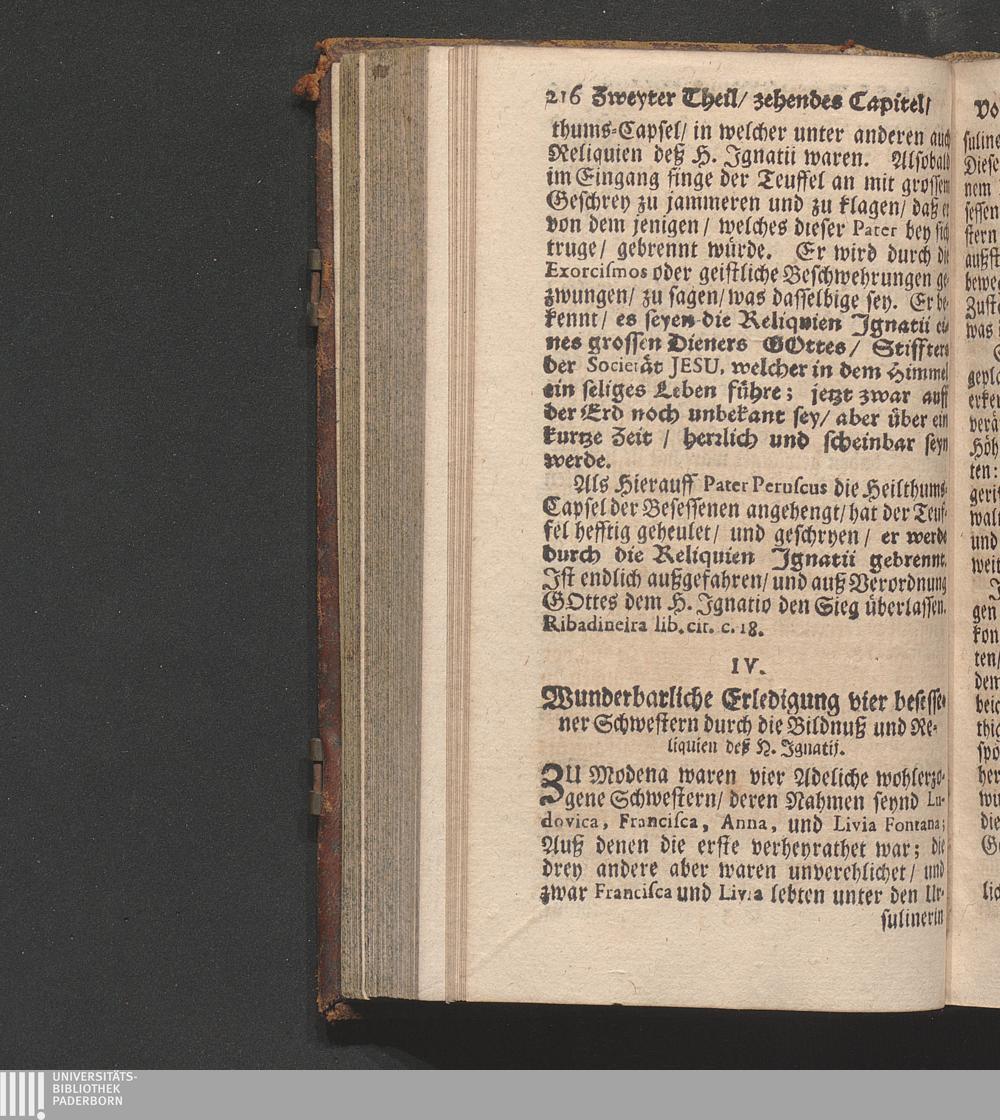 216 Zweyter Theil/ zehendes Capitel/
thums-Capsel/ in welcher unter anderen auch
Reliquien deß H. Ignatii waren. Alsobald
im Eingang finge der Teuffel an mit grossem
Geschrey zu jammeren und zu klagen/ daß er
von dem jenigen/ welches dieser Pater bey sich
truge/ gebrennt würde. Er wird durch die
Exorcismos oder geistliche Beschwehrungen ge-
zwungen/ zu sagen/ was dasselbige sey. Er be-
kennt/ es seyen die Reliquien Ignatii ei-
nes grossen Dieners GOttes/ Stiffters
der Societät JESU, welcher in dem Himmel
ein seliges Leben führe; jetzt zwar auff
der Erd noch unbekant sey/ aber über ein
kurtze Zeit / herrlich und scheinbar seyn
werde.
Als Hierauff Pater Peruscus die Heilthums-
Capsel der Besessenen angehengt/ hat der Teuf-
fel hefftig geheulet/ und geschryen/ er werde
durch die Reliquien Ignatii gebrennt.
Ist endlich außgefahren/ und auß Verordnung
GOttes dem H. Ignatio den Sieg überlassen.
Ribadineira lib. cit. c. 18.
IV.
Wunderbarliche Erledigung vier besesse-
ner Schwestern durch die Bildnuß und Re-
liquien deß H. Ignatij.
ZU Modena waren vier Adeliche wohlerzo-
gene Schwestern/ deren Nahmen seynd Lu-
dovica, Francisca, Anna, und Livia Fontana;
Auß denen die erste verheyrathet war; die
drey andere aber waren unverehlichet/ und
zwar Francisca und Livia lebten unter den Ur-
sulinerin
UNIVERSITÄTS-
BIBLIOTHEK
PADERBORN